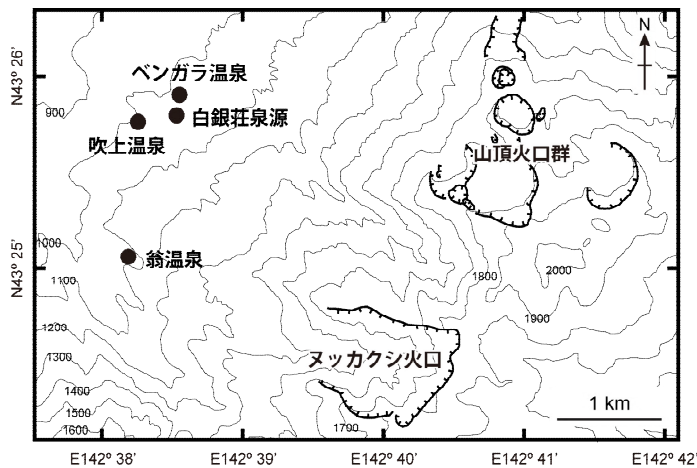 N43° 26′
N
ベンガラ温泉
白銀荘泉源
吹上温泉
900
山頂火口群
N43° 25′
1000
翁温泉
1100
1800
2000
1900
1200
1300
メッカクシ火口
1400
1500
1600
1790
1 km
E142° 38′
E142° 39′
E142° 40′
E142° 41′
E142° 42′